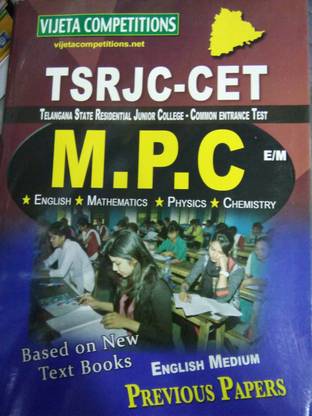 VIJETA COMPETITIONS
vijetacompetitions.net
TSRJC-CET
TELANGANA STATE RESIDENTIAL JUNIOR COLLEGE - COMMON ENTRANCE TEST
M.P.C E/M
★ ENGLISH ★ MATHEMATICS ★ PHYSICS ★ CHEMISTRY
Based on New
Text Books
ENGLISH MEDIUM
PREVIOUS PAPERS